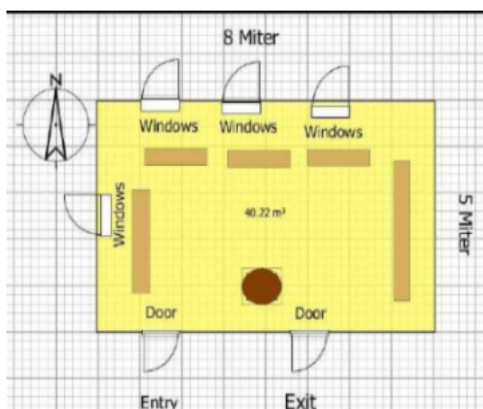 8 Miter
N
Windows
Windows
Windows
Windows
40.22 m²
5 Miter
Door
Door
Entry
Exit